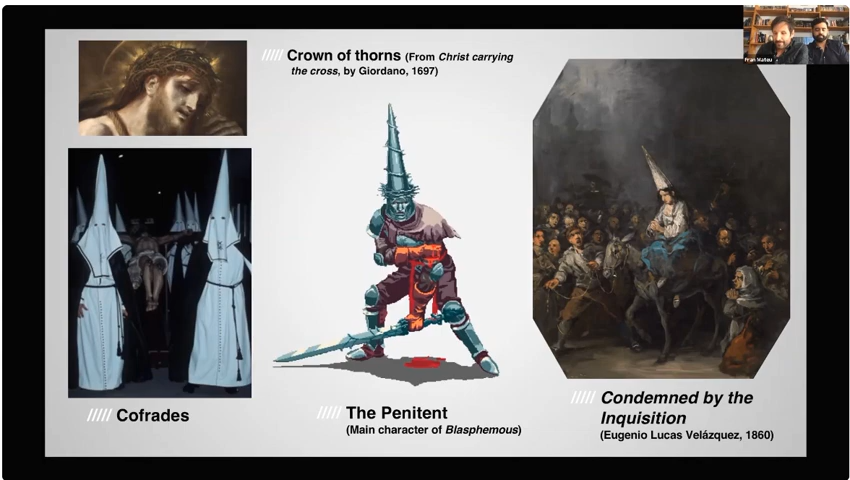 Crown of thorns (From Christ carrying
the cross, by Giordano, 1697)
Cofrades
The Penitent
(Main character of Blasphemous)
Condemned by the
Inquisition
(Eugenio Lucas Velázquez, 1860)
Fran Mateu